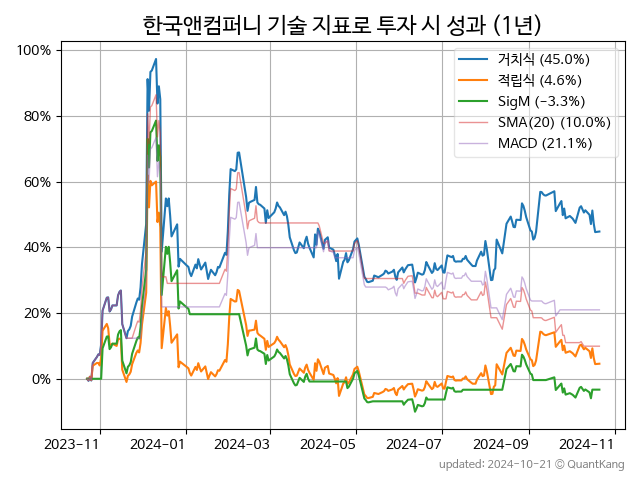 한국앤컴퍼니 기술 지표로 투자 시 성과 (1년)
100%
80%
60%
40%
20%
0%
거치식 (45.0%)
적립식 (4.6%)
SigM (−3.3%)
SMA(20) (10.0%)
MACD (21.1%)
2023-11 2024-01 2024-03 2024-05 2024-07 2024-09 2024-11
updated: 2024-10-21 © QuantKang